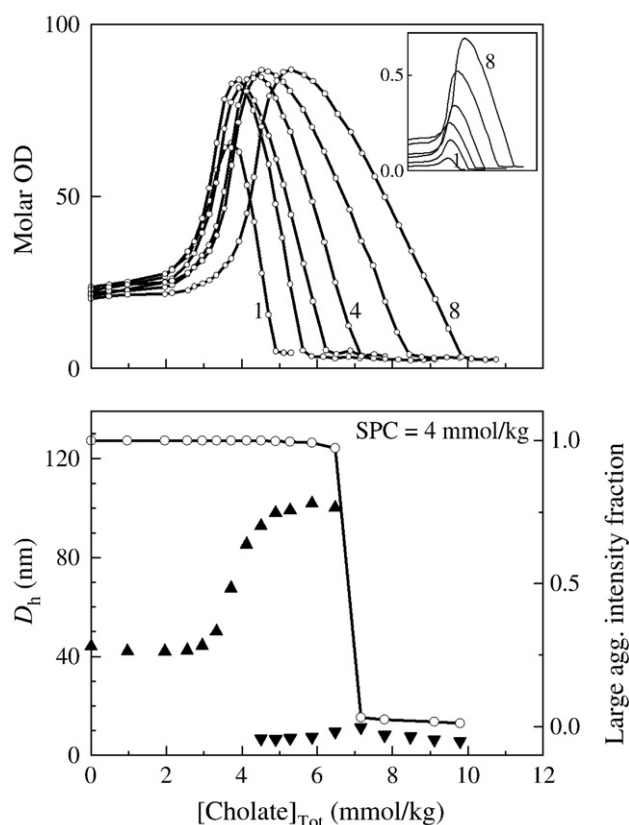 100
50
0
Molar OD
1
4
8
0.5
0.0
1
8
SPC = 4 mmol/kg
120
80
40
0
D_h (nm)
1.0
0.5
0.0
Large agg. intensity fraction
0 2 4 6 8 10 12
[Cholate]_Tot (mmol/kg)